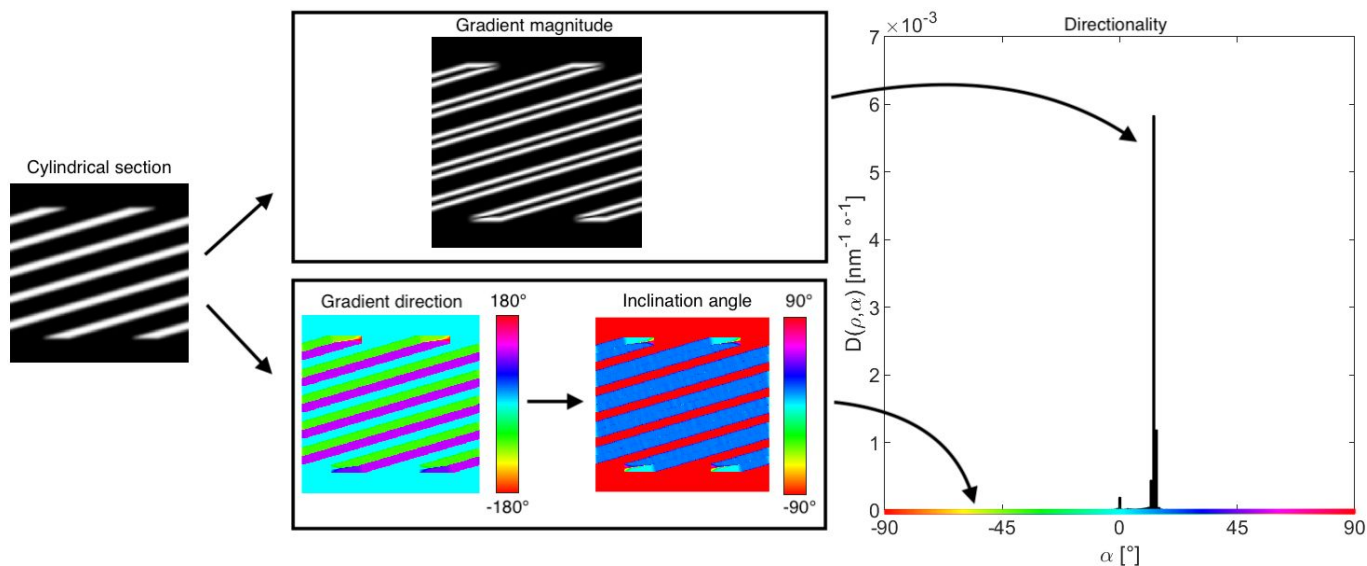 Cylindrical section
Gradient magnitude
Gradient direction
180°
-180°
Inclination angle
90°
-90°
Directionality
×10⁻³
7
6
5
4
3
2
1
0
D(ρ,α) [nm⁻¹ °⁻¹]
-90
-45
0
45
90
α [°]